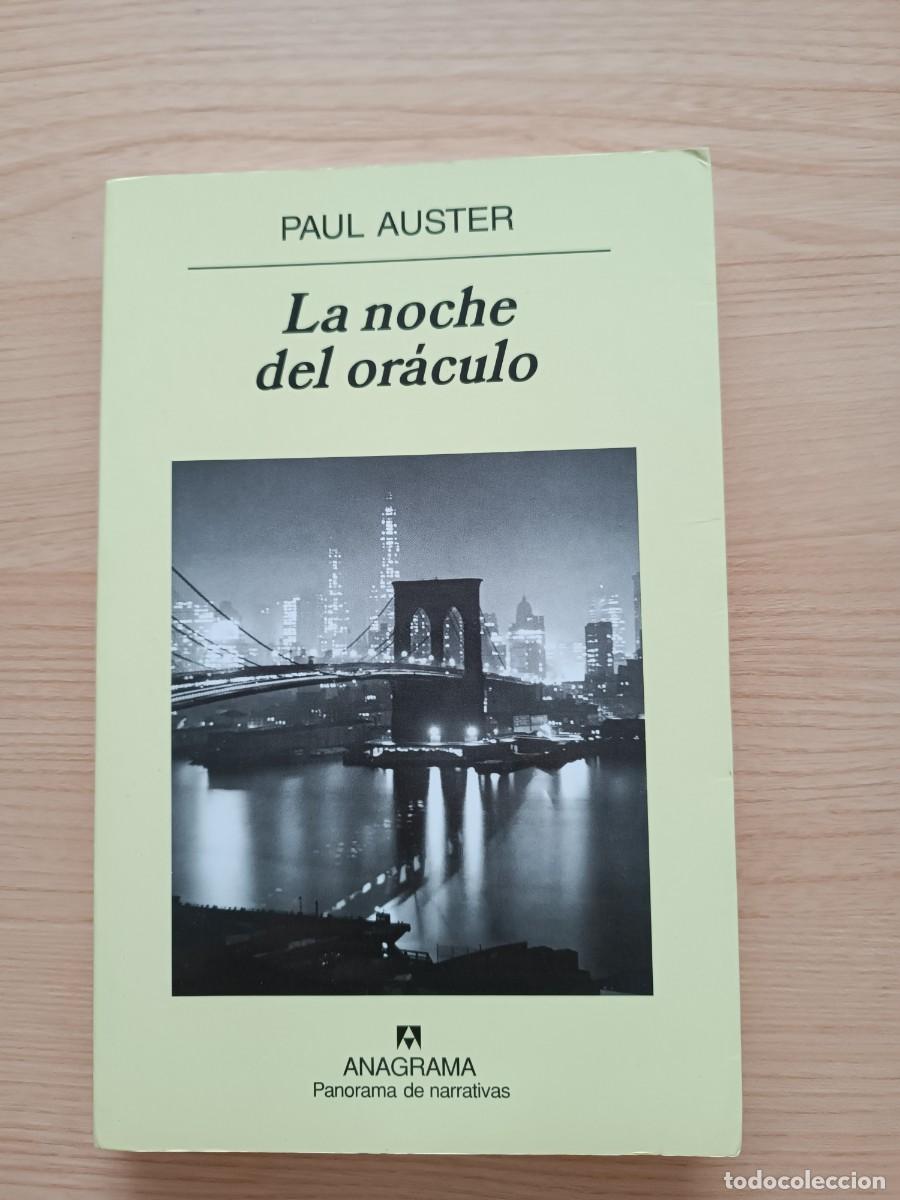 PAUL AUSTER
La noche
del oráculo
ANAGRAMA
Panorama de narrativas
todocoleccion